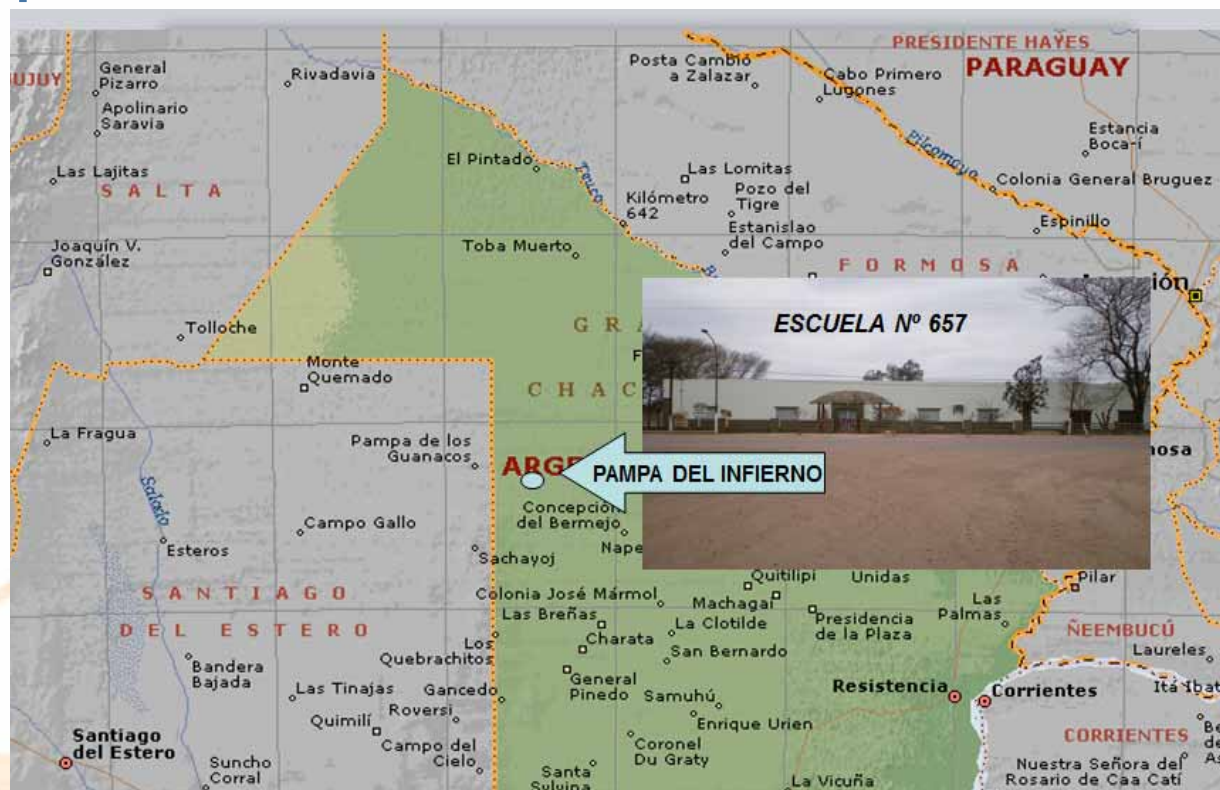 PRESIDENTE HAYES
PARAGUAY
General
Pizarro
Rivadavia
Posta Cambio
a Zalazar
Cabo Primero
Lugones
Apolinario
Saravia
Pilcomayo
Estancia
El Pintado
Teuco
Las Lajitas
SALTA
Las Lomitas
Colonia General Bruguez
Kilómetro
642
Pozo del
Tigre
Espinillo
Estanislao
del Campo
Joaquín V.
González
Toba Muerto
FORMOSA
Tolloche
ESCUELA Nº 657
Monte
Quemado
CHAC
La Fragua
Pampa de los
Guanacos
ARGE
PAMPA DEL INFIERNO
Concepción
del Bermejo
Salado
Campo Gallo
Esteros
Sachayoj
Nape
Quitilipi
Unidas
Pilar
SANTIAGO
DEL ESTERO
Colonia José Mármol
Machagai
Las
Palmas
Las Breñas
Presidencia
de la Plaza
Charata
La Clotilde
ÑEEMBUCÚ
Los
Quebrachitos
San Bernardo
Laureles
Bandera
Bajada
General
Pinedo
Las Tinajas
Gancedo
Samuhú
Resistencia
Corrientes
Itá Ibat
Roversi
Quimilí
Enrique Urien
Santiago
del Estero
Campo del
Cielo
Coronel
Du Graty
CORRIENTES
Suncho
Corral
Santa
Sylvina
La Vicuña
Nuestra Señora del
Rosario de Caa Catí